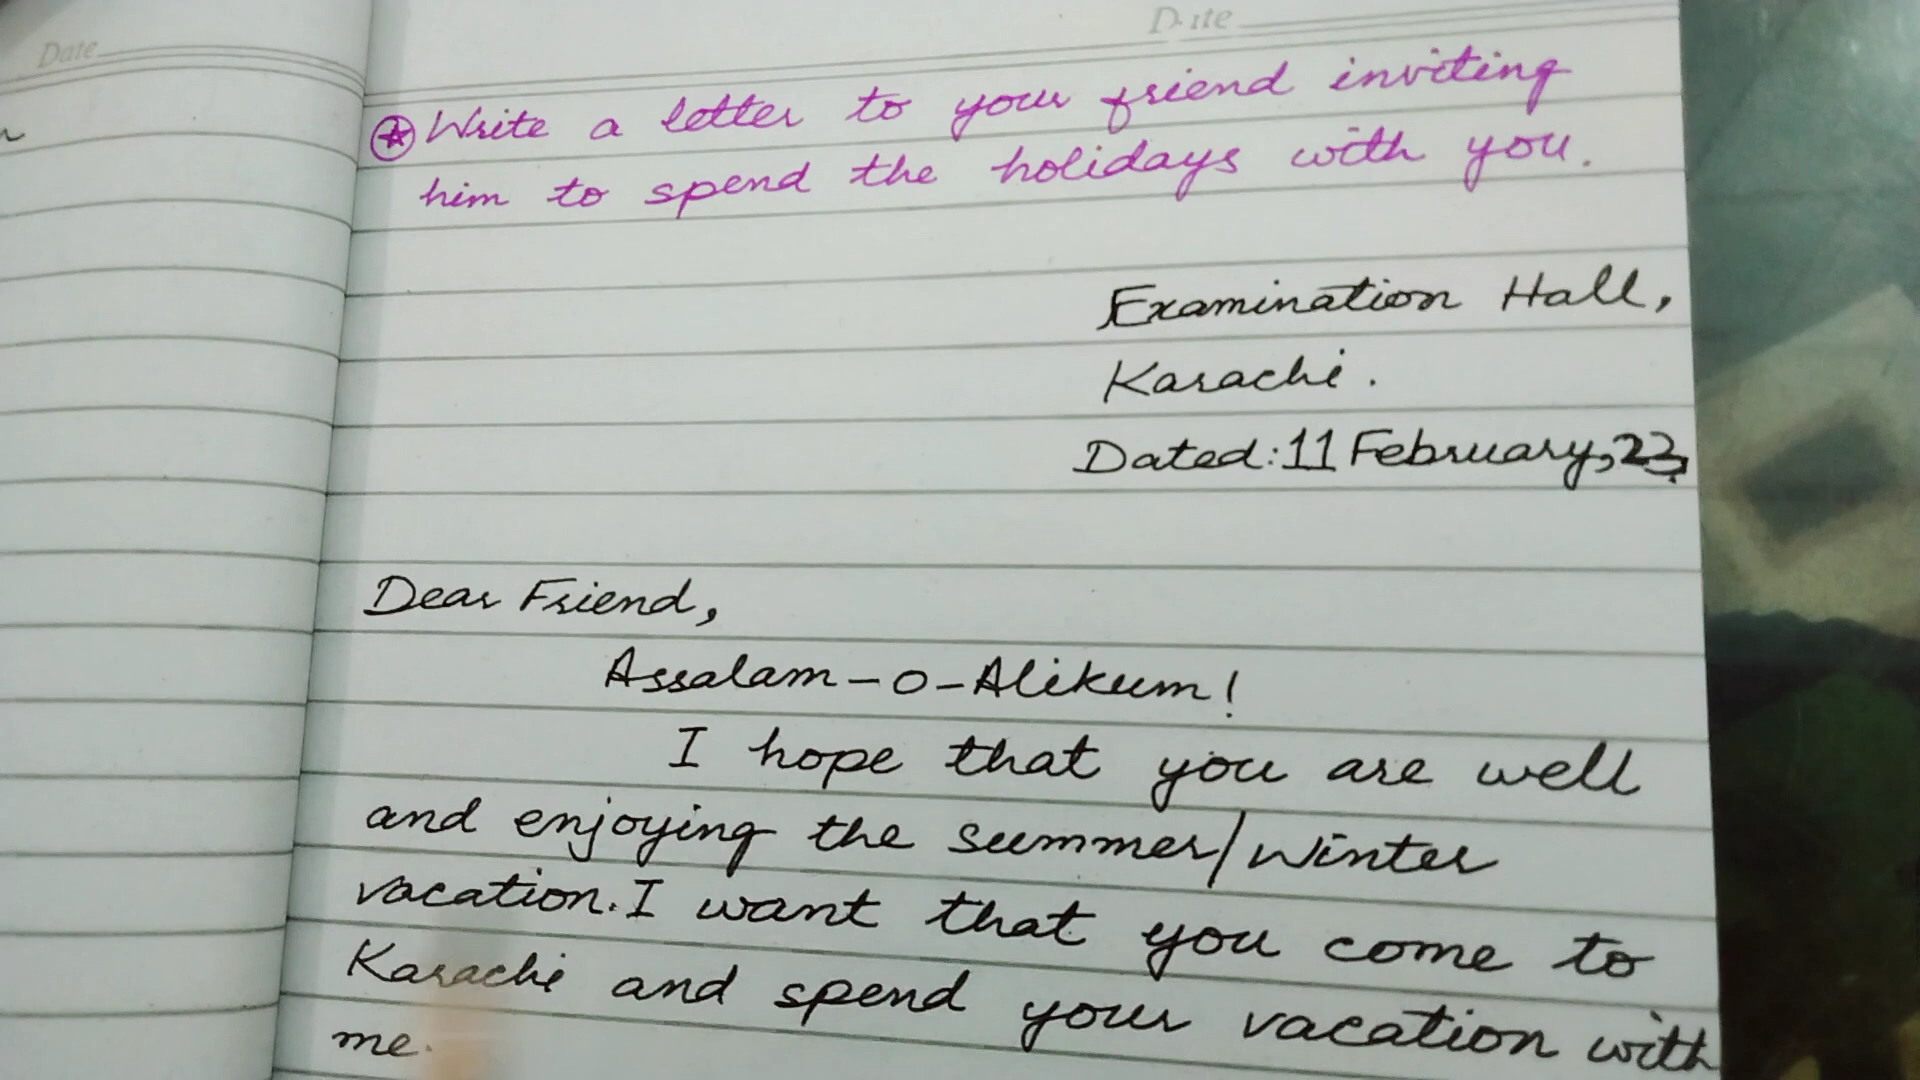 Date
Date
⍟ Write a letter to your friend inviting
him to spend the holidays with you.
Examination Hall,
Karachi.
Dated: 11 February, 23,
Dear Friend,
Assalam-o-Alikum!
I hope that you are well
and enjoying the summer/winter
vacation. I want that you come to
Karachi and spend your vacation with
me.